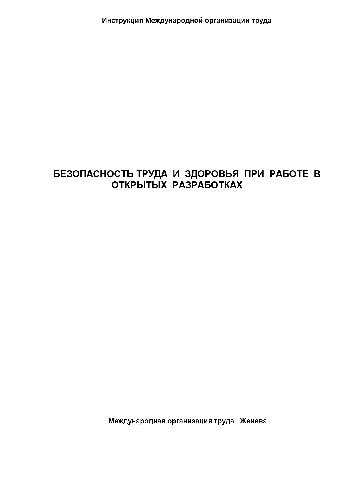 Инструкция Международной организации труда
БЕЗОПАСНОСТЬ ТРУДА И ЗДОРОВЬЯ ПРИ РАБОТЕ В
ОТКРЫТЫХ РАЗРАБОТКАХ
Международная организация труда Женева